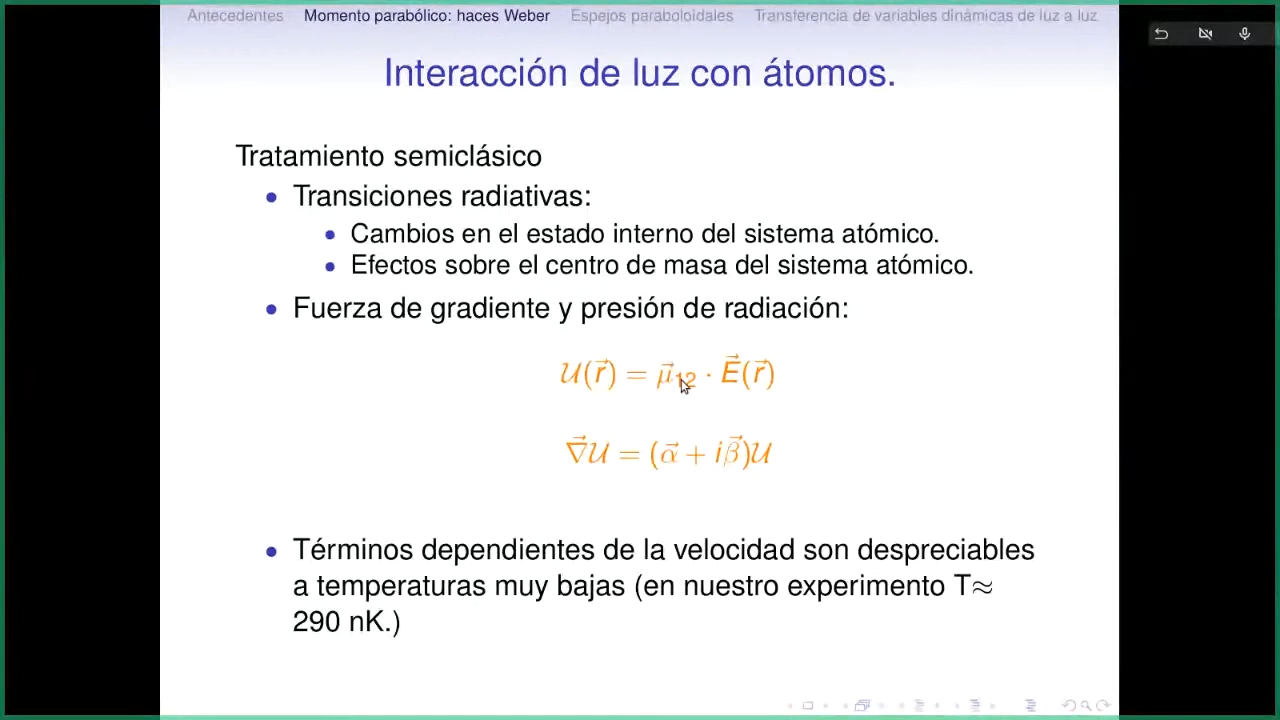 Antecedentes Momento parabólico: haces Weber Espejos paraboloidales Transferencia de variables dinámicas de luz a luz
Interacción de luz con átomos.
Tratamiento semiclásico
• Transiciones radiativas:
• Cambios en el estado interno del sistema atómico.
• Efectos sobre el centro de masa del sistema atómico.
• Fuerza de gradiente y presión de radiación:
𝒰(r⃗) = μ⃗₁₂ · E⃗(r⃗)
∇⃗𝒰 = (α⃗ + iβ⃗)𝒰
• Términos dependientes de la velocidad son despreciables
a temperaturas muy bajas (en nuestro experimento T≈
290 nK.)